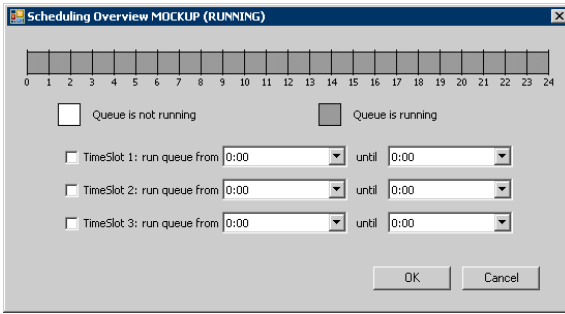 Scheduling Overview MOCKUP (RUNNING)
0 1 2 3 4 5 6 7 8 9 10 11 12 13 14 15 16 17 18 19 20 21 22 23 24
Queue is not running Queue is running
TimeSlot 1: run queue from 0:00 until 0:00
TimeSlot 2: run queue from 0:00 until 0:00
TimeSlot 3: run queue from 0:00 until 0:00
OK Cancel